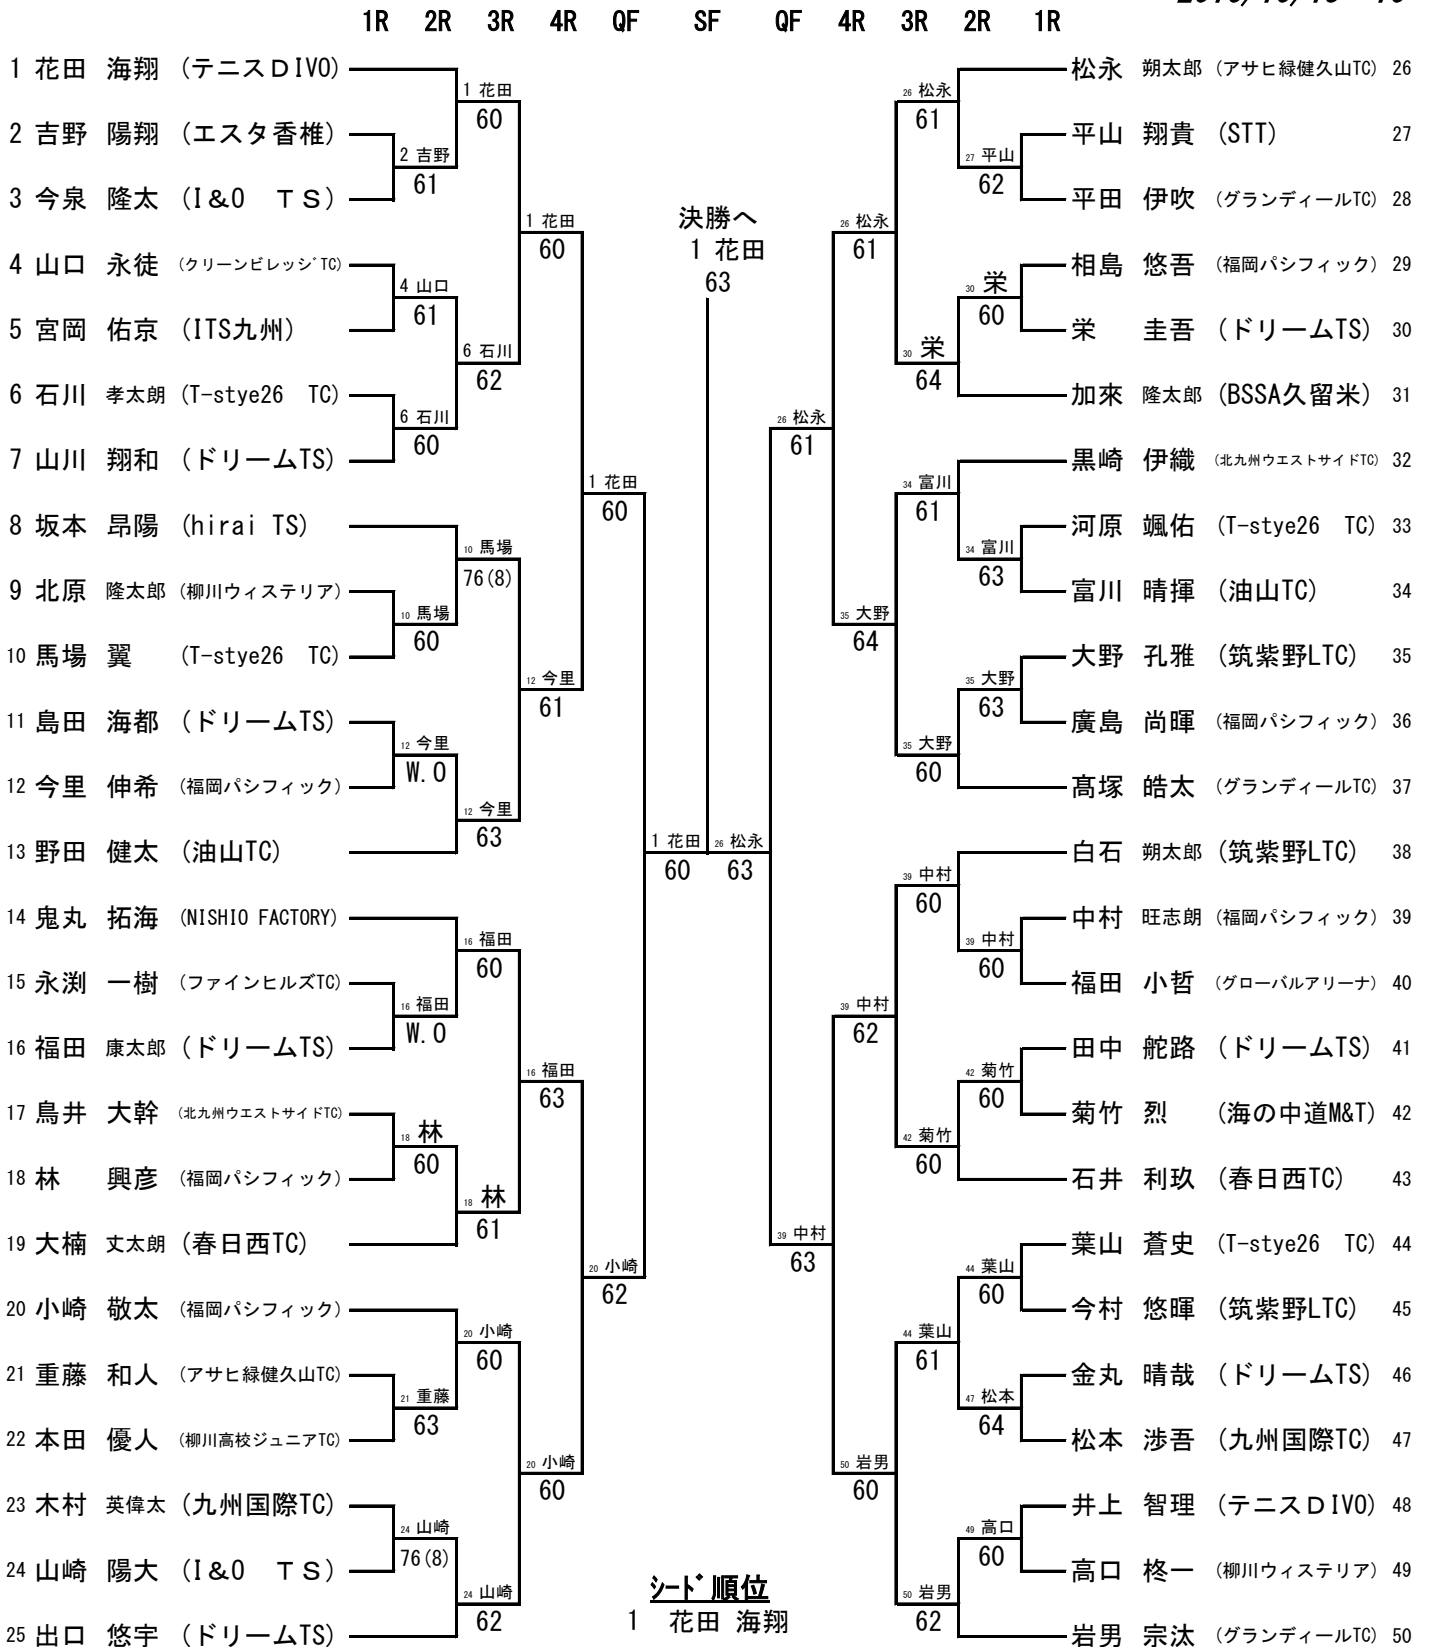 1R 2R 3R 4R QF SF QF 4R 3R 2R 1R
1 花田 海翔 (テニスＤIVO)
2 吉野 陽翔 (エスタ香椎)
3 今泉 隆太 (I&O ＴＳ)
4 山口 永徒 (クリーンビレッジTC)
5 宮岡 佑京 (ITS九州)
6 石川 孝太朗 (T-stye26 TC)
7 山川 翔和 (ドリームTS)
8 坂本 昂陽 (hirai TS)
9 北原 隆太郎 (柳川ウィステリア)
10 馬場 翼 (T-stye26 TC)
11 島田 海都 (ドリームTS)
12 今里 伸希 (福岡パシフィック)
13 野田 健太 (油山TC)
14 鬼丸 拓海 (NISHIO FACTORY)
15 永渕 一樹 (ファインヒルズTC)
16 福田 康太郎 (ドリームTS)
17 鳥井 大幹 (北九州ウエストサイドTC)
18 林 興彦 (福岡パシフィック)
19 大楠 丈太朗 (春日西TC)
20 小崎 敬太 (福岡パシフィック)
21 重藤 和人 (アサヒ緑健久山TC)
22 本田 優人 (柳川高校ジュニアTC)
23 木村 英偉太 (九州国際TC)
24 山崎 陽大 (I&O ＴＳ)
25 出口 悠宇 (ドリームTS)
2 吉野
61
4 山口
61
6 石川
60
10 馬場
60
12 今里
W.O
16 福田
W.O
18 林
60
21 重藤
63
24 山崎
76(8)
1 花田
60
6 石川
62
10 馬場
76(8)
12 今里
63
16 福田
60
18 林
61
20 小崎
60
24 山崎
62
1 花田
60
12 今里
61
16 福田
63
20 小崎
60
1 花田
60
20 小崎
62
1 花田
60
決勝へ
1 花田
63
26 松永
63
26 松永
61
39 中村
63
26 松永
61
35 大野
64
39 中村
62
50 岩男
60
26 松永
61
30 栄
64
34 富川
61
35 大野
60
39 中村
60
42 菊竹
60
44 葉山
61
50 岩男
62
27 平山
62
30 栄
60
34 富川
63
35 大野
63
39 中村
60
42 菊竹
60
44 葉山
60
47 松本
64
49 高口
60
松永 朔太郎 (アサヒ緑健久山TC) 26
平山 翔貴 (STT) 27
平田 伊吹 (グランディールTC) 28
相島 悠吾 (福岡パシフィック) 29
栄 圭吾 (ドリームTS) 30
加來 隆太郎 (BSSA久留米) 31
黒崎 伊織 (北九州ウエストサイドTC) 32
河原 颯佑 (T-stye26 TC) 33
富川 晴揮 (油山TC) 34
大野 孔雅 (筑紫野LTC) 35
廣島 尚暉 (福岡パシフィック) 36
髙塚 皓太 (グランディールTC) 37
白石 朔太郎 (筑紫野LTC) 38
中村 旺志朗 (福岡パシフィック) 39
福田 小哲 (グローバルアリーナ) 40
田中 舵路 (ドリームTS) 41
菊竹 烈 (海の中道M&T) 42
石井 利玖 (春日西TC) 43
葉山 蒼史 (T-stye26 TC) 44
今村 悠暉 (筑紫野LTC) 45
金丸 晴哉 (ドリームTS) 46
松本 渉吾 (九州国際TC) 47
井上 智理 (テニスＤIVO) 48
高口 柊一 (柳川ウィステリア) 49
岩男 宗汰 (グランディールTC) 50
シード順位
1 花田 海翔